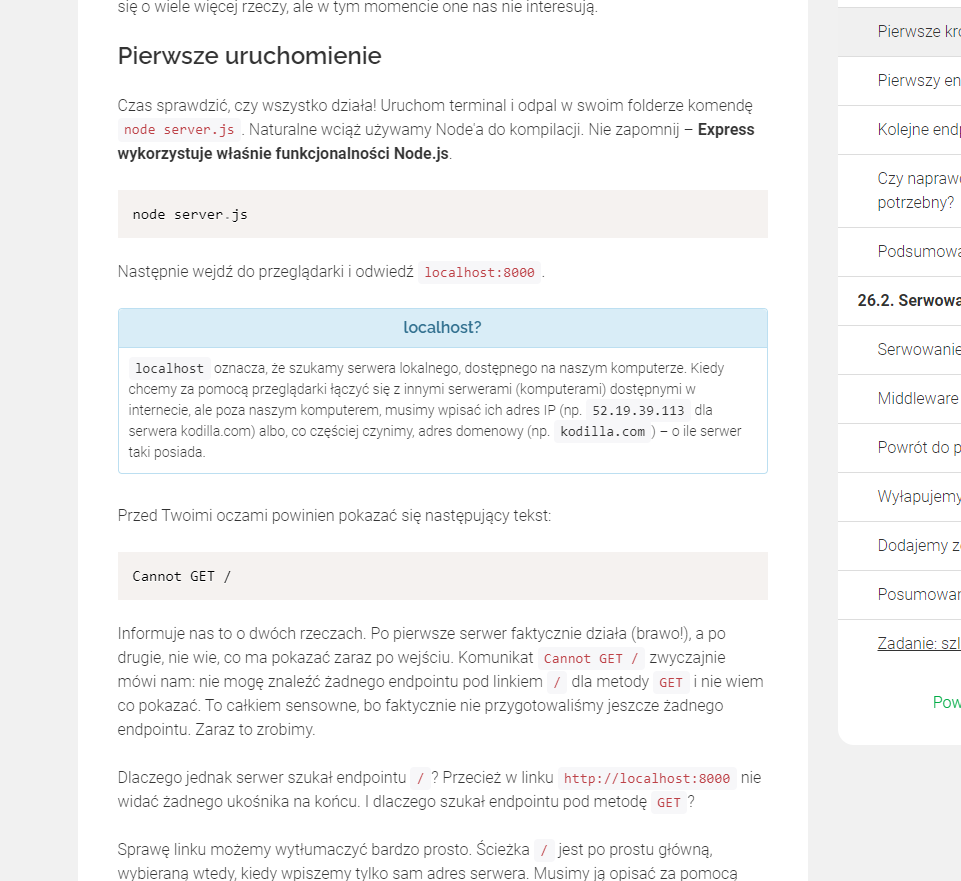 się o wiele więcej rzeczy, ale w tym momencie one nas nie interesują.
Pierwsze uruchomienie
Czas sprawdzić, czy wszystko działa! Uruchom terminal i odpal w swoim folderze komendę
node server.js . Naturalne wciąż używamy Node'a do kompilacji. Nie zapomnij – Express
wykorzystuje właśnie funkcjonalności Node.js.
node server.js
Następnie wejdź do przeglądarki i odwiedź localhost:8000 .
localhost?
localhost oznacza, że szukamy serwera lokalnego, dostępnego na naszym komputerze. Kiedy
chcemy za pomocą przeglądarki łączyć się z innymi serwerami (komputerami) dostępnymi w
internecie, ale poza naszym komputerem, musimy wpisać ich adres IP (np. 52.19.39.113 dla
serwera kodilla.com) albo, co częściej czynimy, adres domenowy (np. kodilla.com ) – o ile serwer
taki posiada.
Przed Twoimi oczami powinien pokazać się następujący tekst:
Cannot GET /
Informuje nas to o dwóch rzeczach. Po pierwsze serwer faktycznie działa (brawo!), a po
drugie, nie wie, co ma pokazać zaraz po wejściu. Komunikat Cannot GET / zwyczajnie
mówi nam: nie mogę znaleźć żadnego endpointu pod linkiem / dla metody GET i nie wiem
co pokazać. To całkiem sensowne, bo faktycznie nie przygotowaliśmy jeszcze żadnego
endpointu. Zaraz to zrobimy.
Dlaczego jednak serwer szukał endpointu / ? Przecież w linku http://localhost:8000 nie
widać żadnego ukośnika na końcu. I dlaczego szukał endpointu pod metodę GET ?
Sprawę linku możemy wytłumaczyć bardzo prosto. Ścieżka / jest po prostu główną,
wybieraną wtedy, kiedy wpiszemy tylko sam adres serwera. Musimy ją opisać za pomocą
Pierwsze kro
Pierwszy en
Kolejne end
Czy napraw
potrzebny?
Podsumowa
26.2. Serwowa
Serwowanie
Middleware
Powrót do p
Wyłapujemy
Dodajemy z
Posumowan
Zadanie: szl
Pow